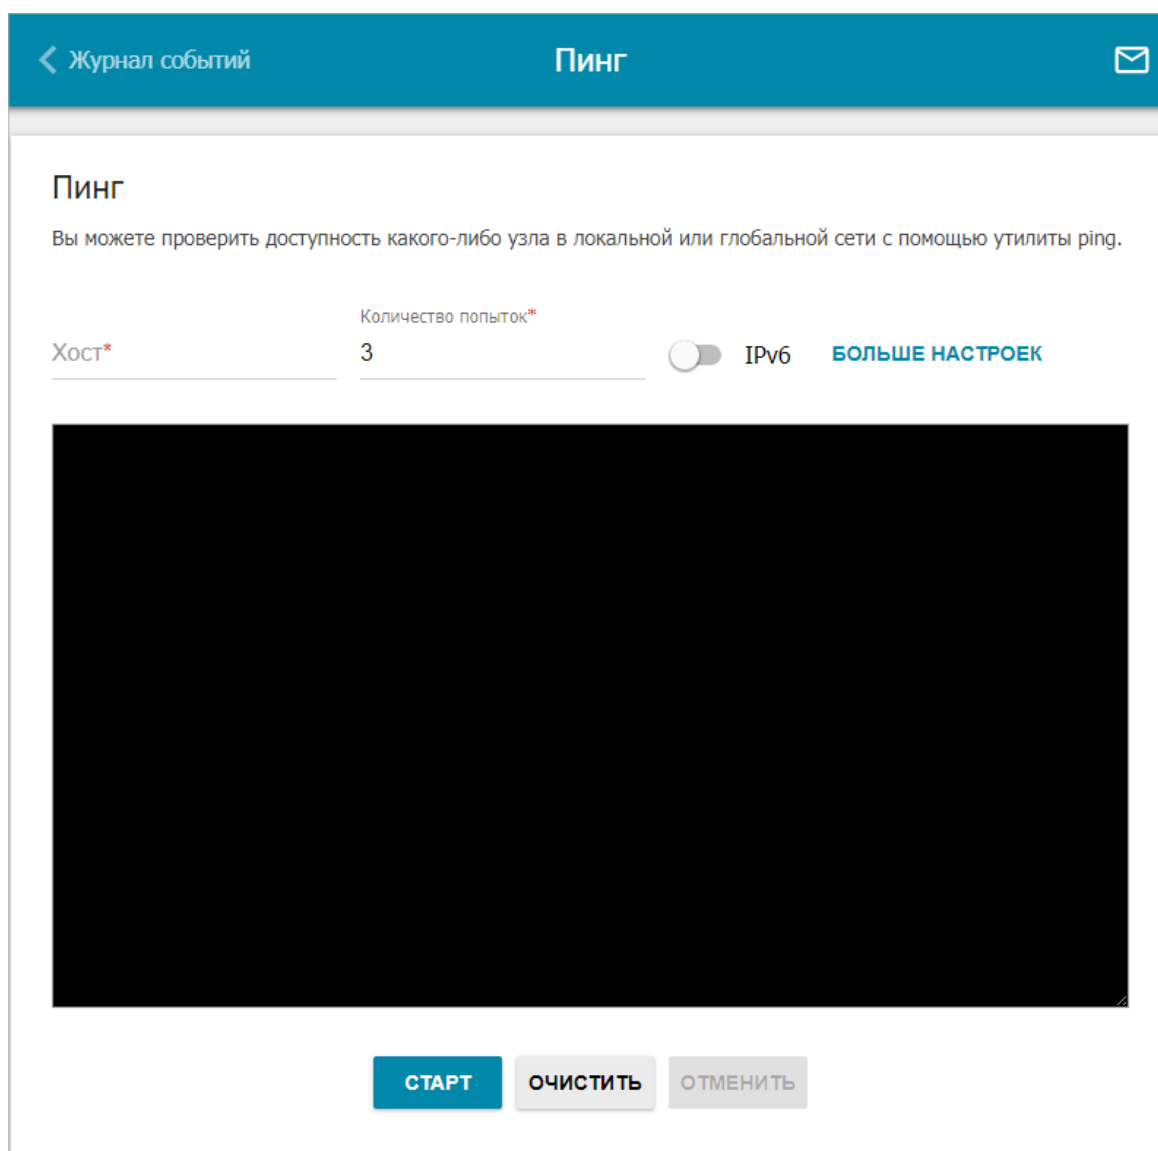 Журнал событий
Пинг
Пинг
Вы можете проверить доступность какого-либо узла в локальной или глобальной сети с помощью утилиты ping.
Хост*
Количество попыток*
3
IPv6
БОЛЬШЕ НАСТРОЕК
СТАРТ
ОЧИСТИТЬ
ОТМЕНИТЬ